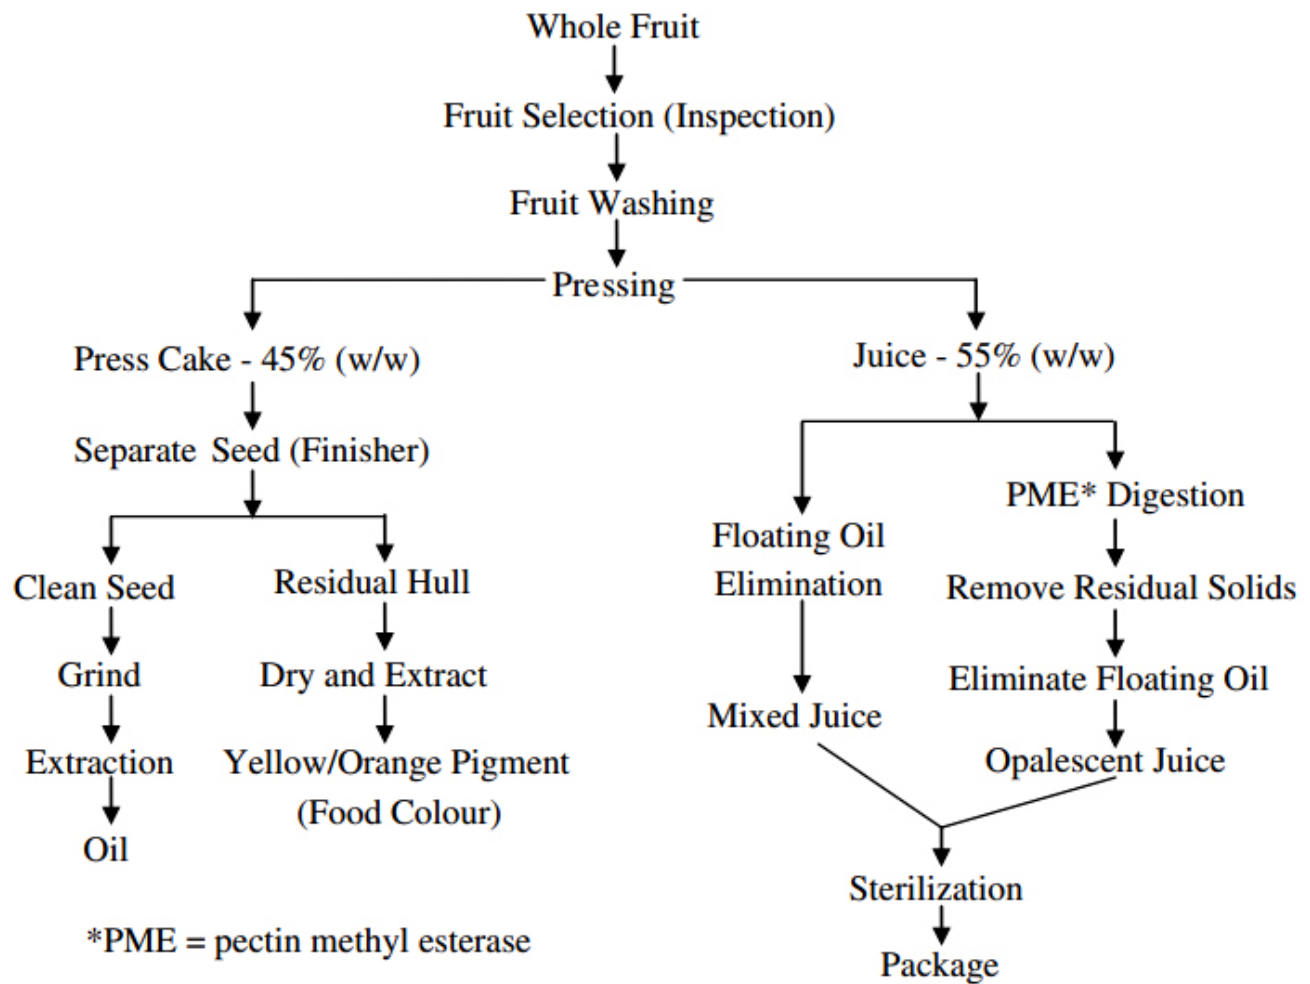 Whole Fruit
Fruit Selection (Inspection)
Fruit Washing
Pressing
Press Cake - 45% (w/w)
Separate Seed (Finisher)
Clean Seed
Grind
Extraction
Oil
Residual Hull
Dry and Extract
Yellow/Orange Pigment
(Food Colour)
Juice - 55% (w/w)
Floating Oil
Elimination
Mixed Juice
PME* Digestion
Remove Residual Solids
Eliminate Floating Oil
Opalescent Juice
Sterilization
Package
*PME = pectin methyl esterase